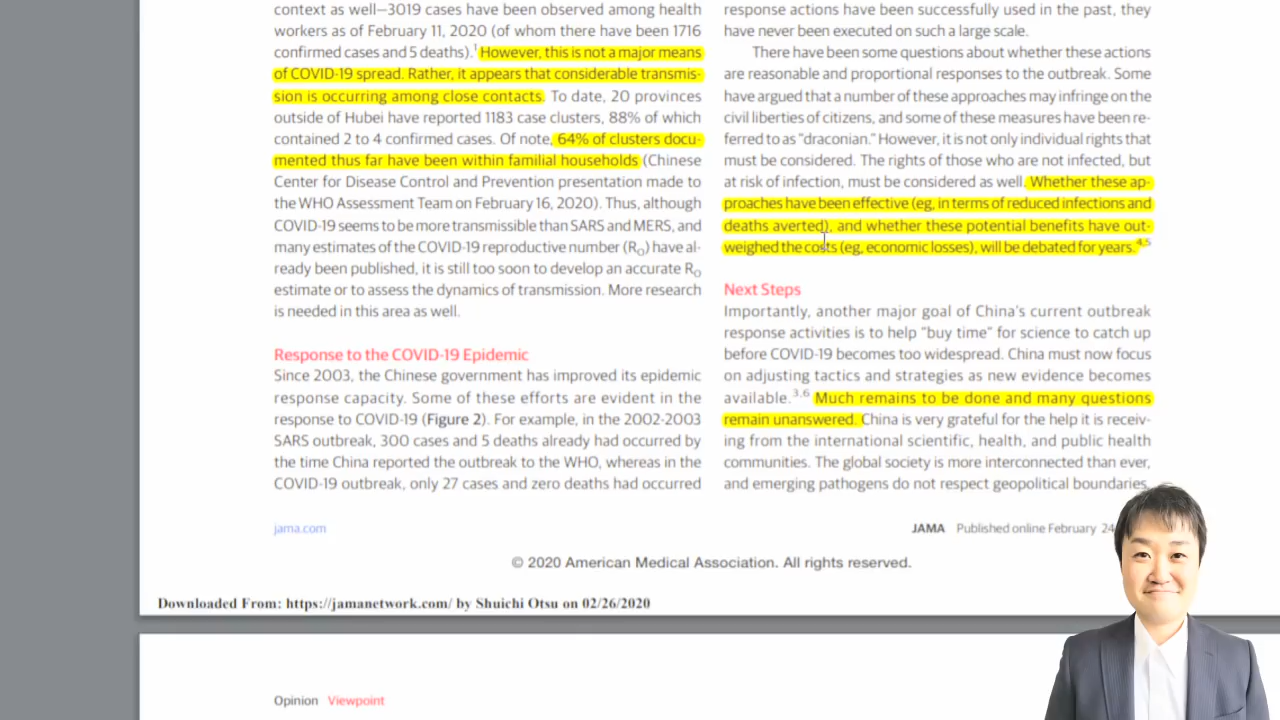 context as well—3019 cases have been observed among health
workers as of February 11, 2020 (of whom there have been 1716
confirmed cases and 5 deaths).1 However, this is not a major means
of COVID-19 spread. Rather, it appears that considerable transmis-
sion is occurring among close contacts. To date, 20 provinces
outside of Hubei have reported 1183 case clusters, 88% of which
contained 2 to 4 confirmed cases. Of note, 64% of clusters docu-
mented thus far have been within familial households (Chinese
Center for Disease Control and Prevention presentation made to
the WHO Assessment Team on February 16, 2020). Thus, although
COVID-19 seems to be more transmissible than SARS and MERS, and
many estimates of the COVID-19 reproductive number (R0) have al-
ready been published, it is still too soon to develop an accurate R0
estimate or to assess the dynamics of transmission. More research
is needed in this area as well.
Response to the COVID-19 Epidemic
Since 2003, the Chinese government has improved its epidemic
response capacity. Some of these efforts are evident in the
response to COVID-19 (Figure 2). For example, in the 2002-2003
SARS outbreak, 300 cases and 5 deaths already had occurred by
the time China reported the outbreak to the WHO, whereas in the
COVID-19 outbreak, only 27 cases and zero deaths had occurred
response actions have been successfully used in the past, they
have never been executed on such a large scale.
There have been some questions about whether these actions
are reasonable and proportional responses to the outbreak. Some
have argued that a number of these approaches may infringe on the
civil liberties of citizens, and some of these measures have been re-
ferred to as “draconian.” However, it is not only individual rights that
must be considered. The rights of those who are not infected, but
at risk of infection, must be considered as well. Whether these ap-
proaches have been effective (eg, in terms of reduced infections and
deaths averted), and whether these potential benefits have out-
weighed the costs (eg, economic losses), will be debated for years.4,5
Next Steps
Importantly, another major goal of China's current outbreak
response activities is to help “buy time” for science to catch up
before COVID-19 becomes too widespread. China must now focus
on adjusting tactics and strategies as new evidence becomes
available.3,6 Much remains to be done and many questions
remain unanswered. China is very grateful for the help it is receiv-
ing from the international scientific, health, and public health
communities. The global society is more interconnected than ever,
and emerging pathogens do not respect geopolitical boundaries.
jama.com
JAMA Published online February 24
© 2020 American Medical Association. All rights reserved.
Downloaded From: https://jamanetwork.com/ by Shuichi Otsu on 02/26/2020
Opinion Viewpoint